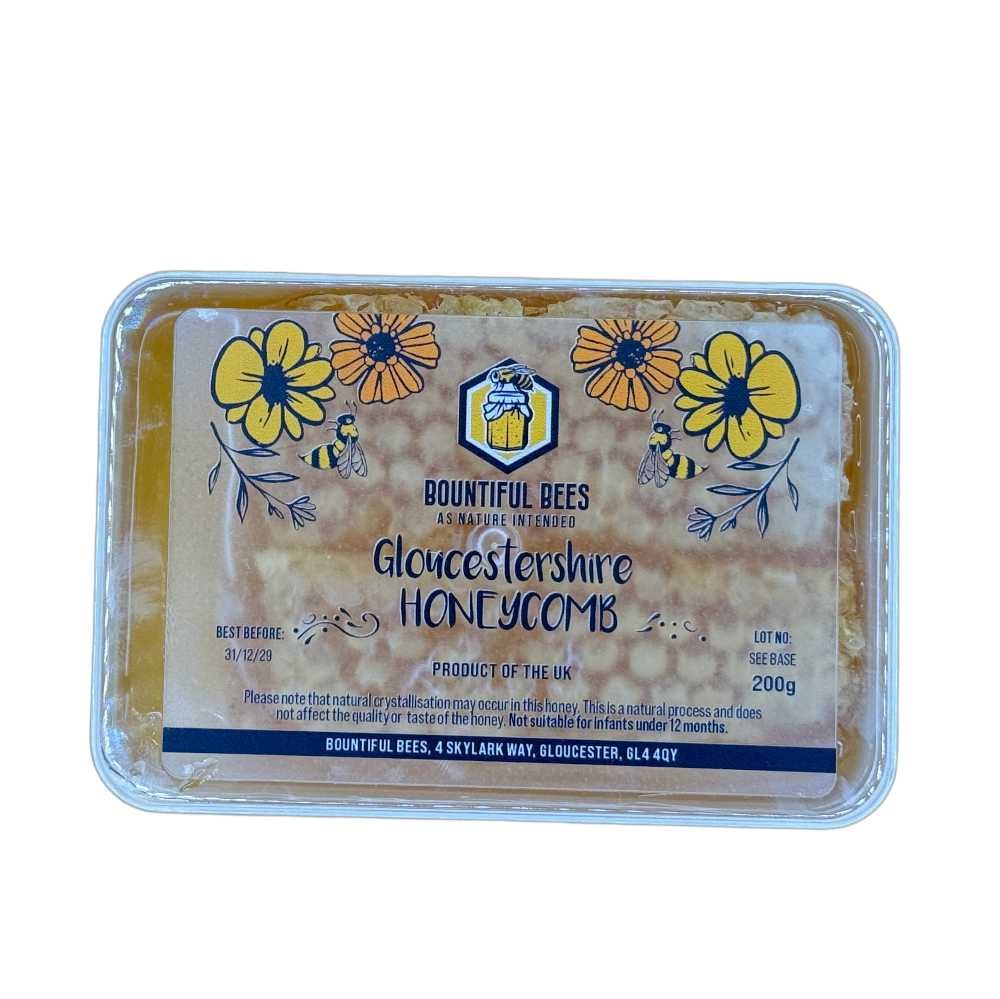 BOUNTIFUL BEES
AS NATURE INTENDED
Gloucestershire
HONEYCOMB
BEST BEFORE:
31/12/29
LOT NO:
SEE BASE
200g
PRODUCT OF THE UK
Please note that natural crystallisation may occur in this honey. This is a natural process and does
not affect the quality or taste of the honey. Not suitable for infants under 12 months.
BOUNTIFUL BEES, 4 SKYLARK WAY, GLOUCESTER, GL4 4QY